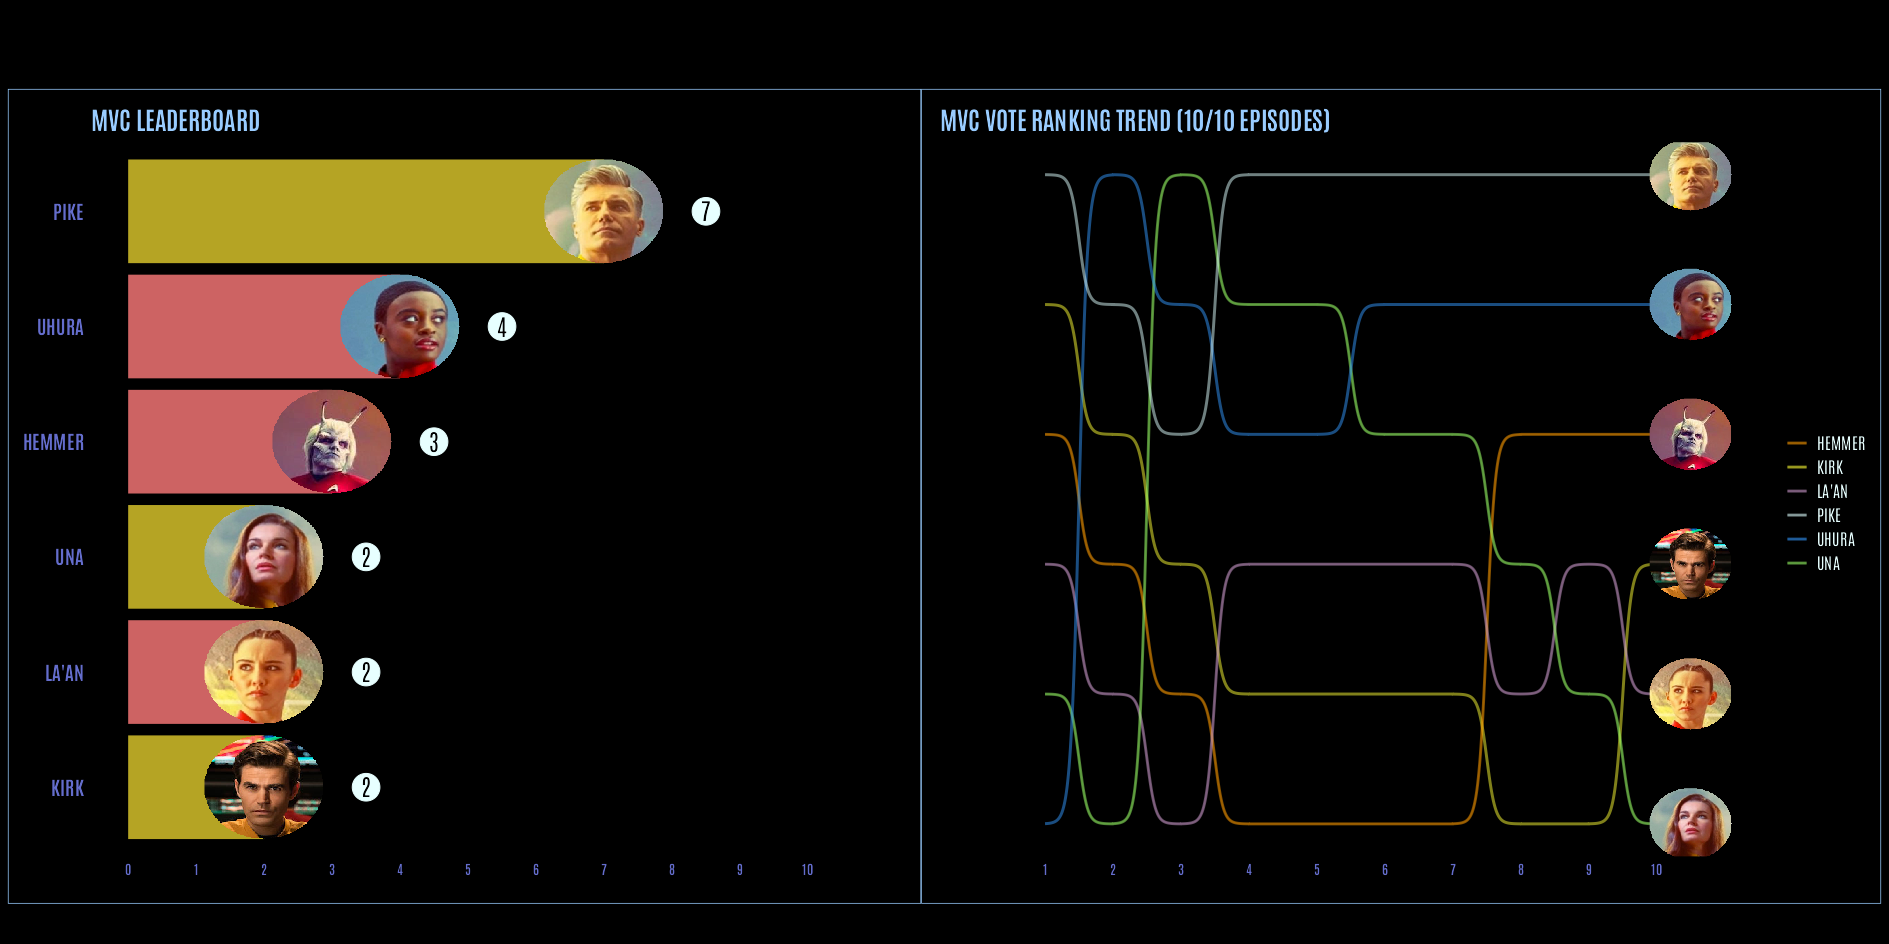 MVC LEADERBOARD
PIKE
7
UHURA
4
HEMMER
3
UNA
2
LA'AN
2
KIRK
2
0 1 2 3 4 5 6 7 8 9 10
MVC VOTE RANKING TREND (10/10 EPISODES)
HEMMER
KIRK
LA'AN
PIKE
UHURA
UNA
1 2 3 4 5 6 7 8 9 10